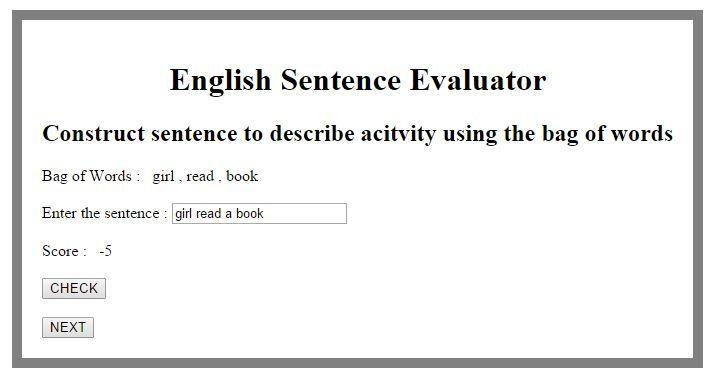 English Sentence Evaluator
Construct sentence to describe acitvity using the bag of words
Bag of Words : girl , read , book
Enter the sentence : girl read a book
Score : -5
CHECK
NEXT